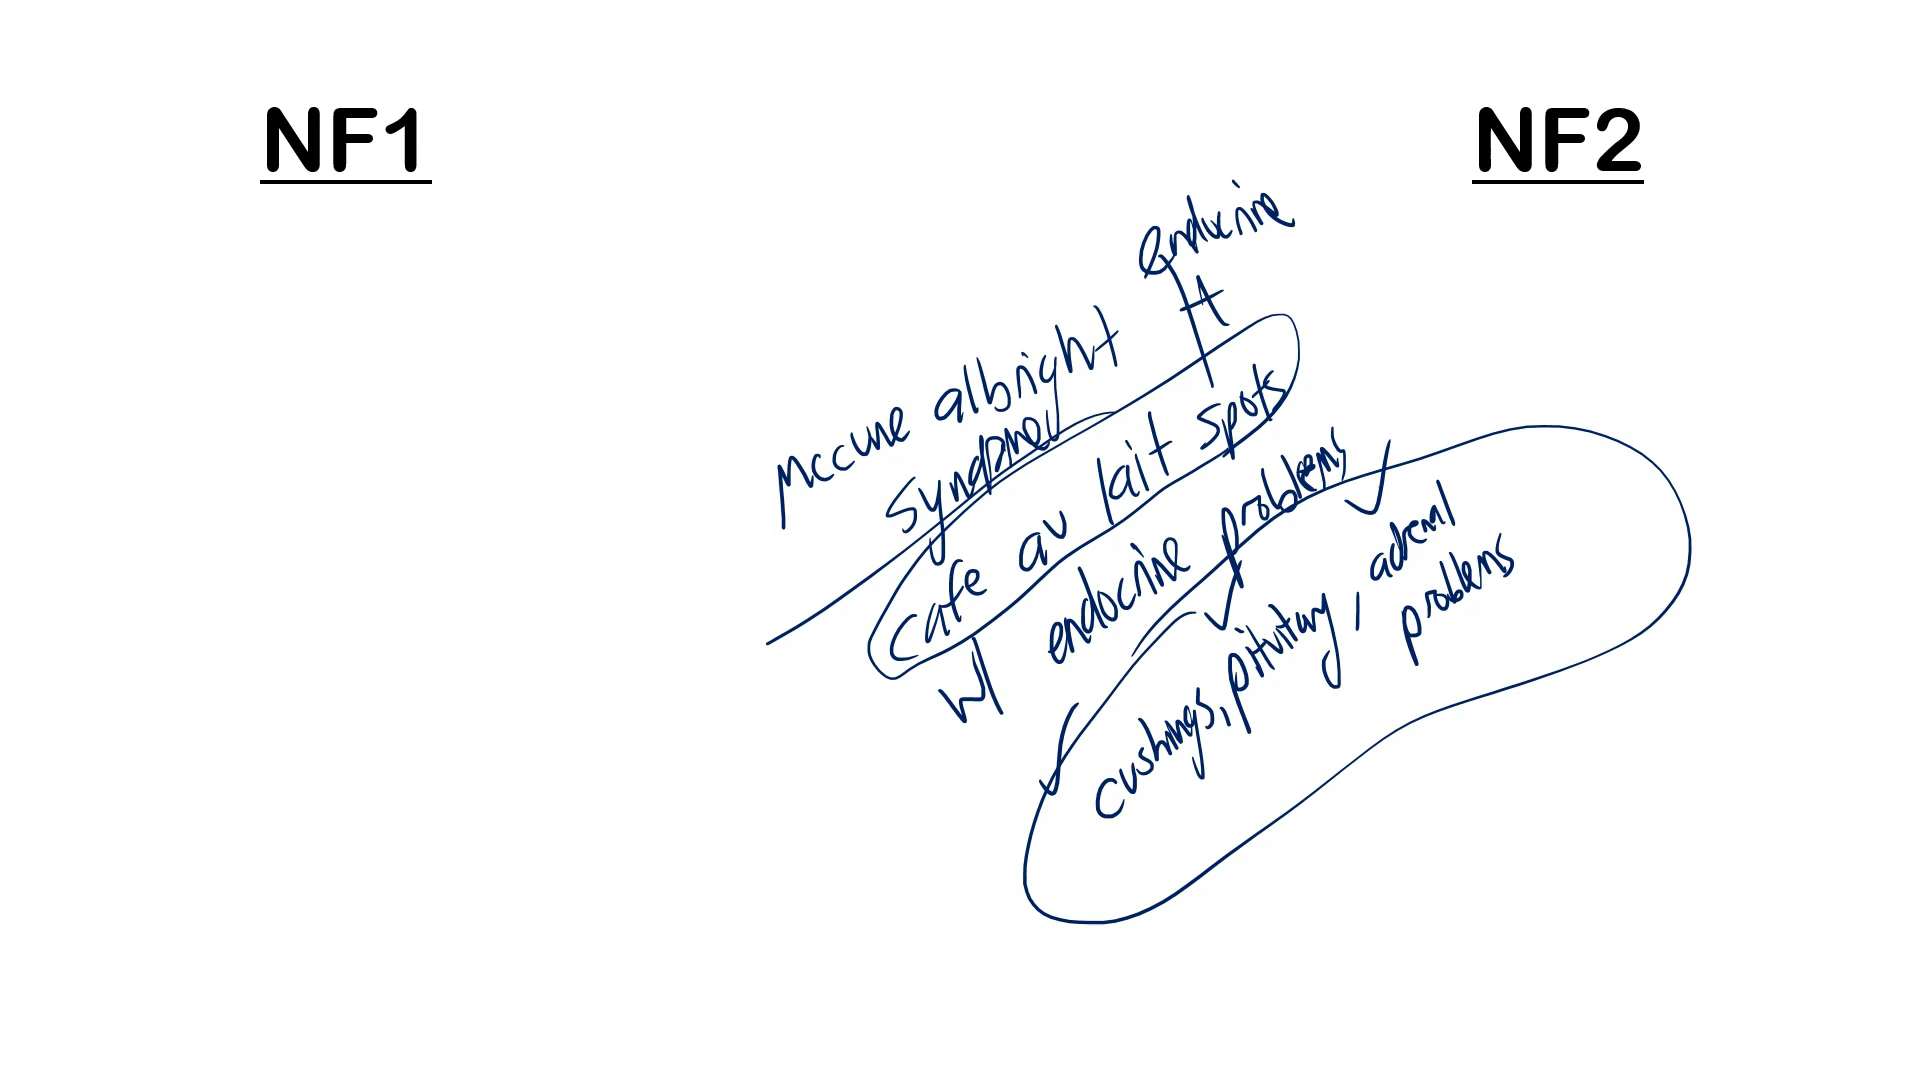 NF1
NF2
endocrine
mccune albright
syndrome
cafe au lait spots
w/ endocrine problems
cushings, pituitary, adrenal
problems